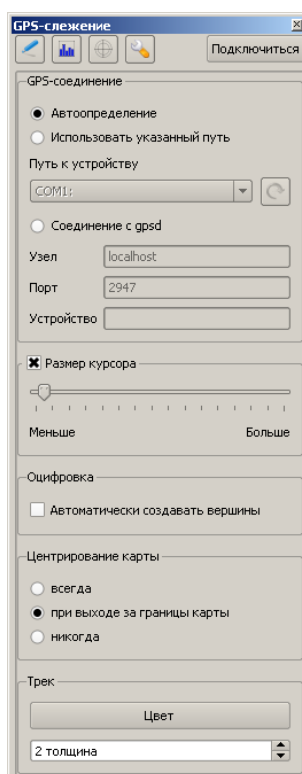 GPS-слежение
Подключиться
GPS-соединение
Автоопределение
Использовать указанный путь
Путь к устройству
COM1:
Соединение с gpsd
Узел localhost
Порт 2947
Устройство
Размер курсора
Меньше Больше
Оцифровка
Автоматически создавать вершины
Центрирование карты
всегда
при выходе за границы карты
никогда
Трек
Цвет
2 толщина